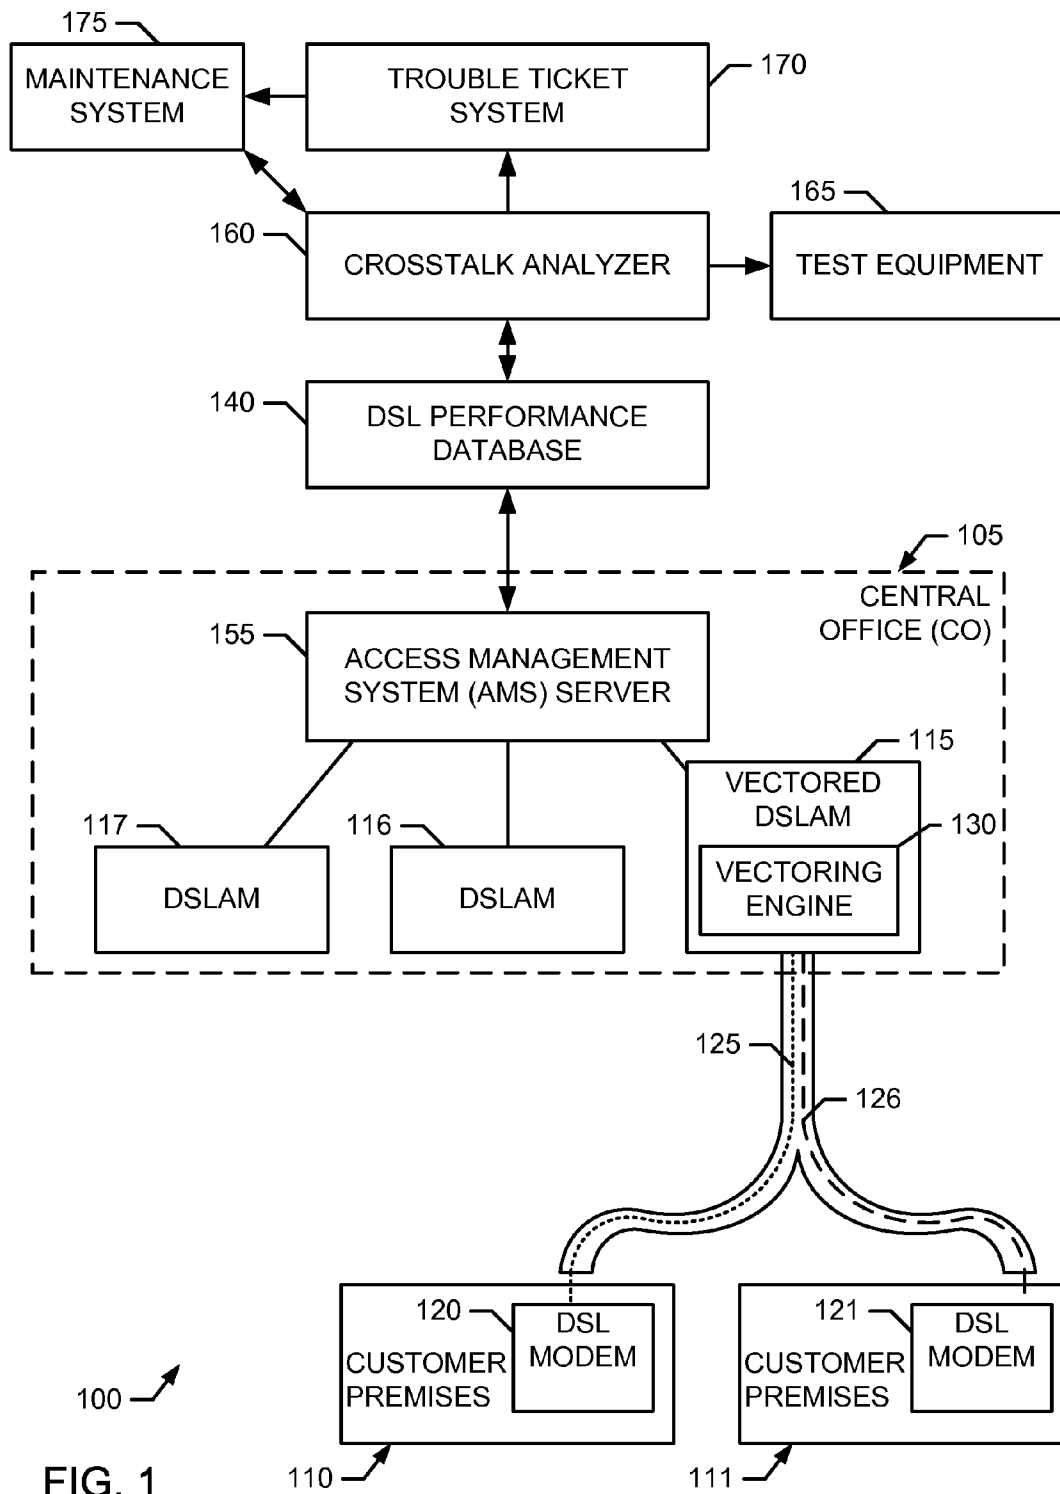 175
MAINTENANCE
SYSTEM
TROUBLE TICKET
SYSTEM
170
160
CROSSTALK ANALYZER
165
TEST EQUIPMENT
140
DSL PERFORMANCE
DATABASE
105
CENTRAL
OFFICE (CO)
155
ACCESS MANAGEMENT
SYSTEM (AMS) SERVER
115
VECTORED
DSLAM
117
DSLAM
116
DSLAM
130
VECTORING
ENGINE
125
126
120
DSL
MODEM
CUSTOMER
PREMISES
110
121
DSL
MODEM
CUSTOMER
PREMISES
111
100
FIG. 1